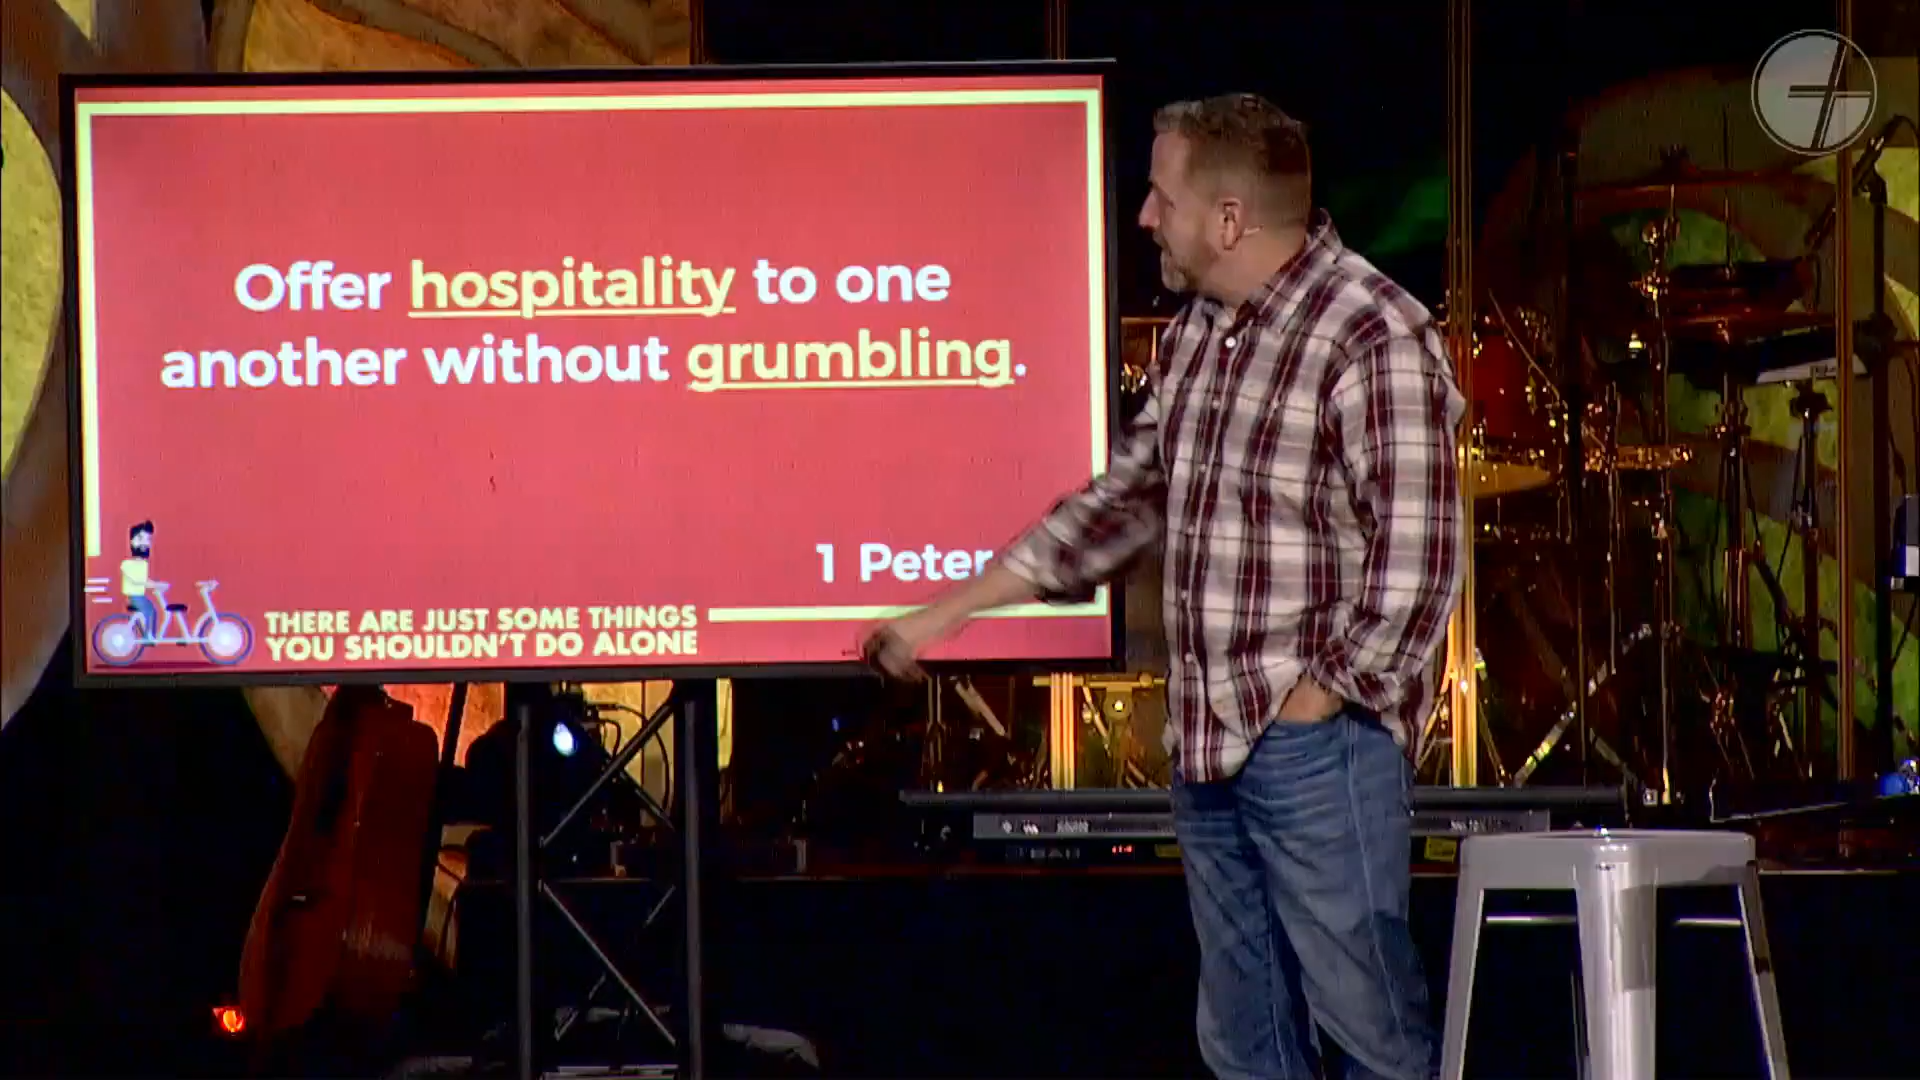 Offer hospitality to one
another without grumbling.
1 Peter
THERE ARE JUST SOME THINGS
YOU SHOULDN'T DO ALONE